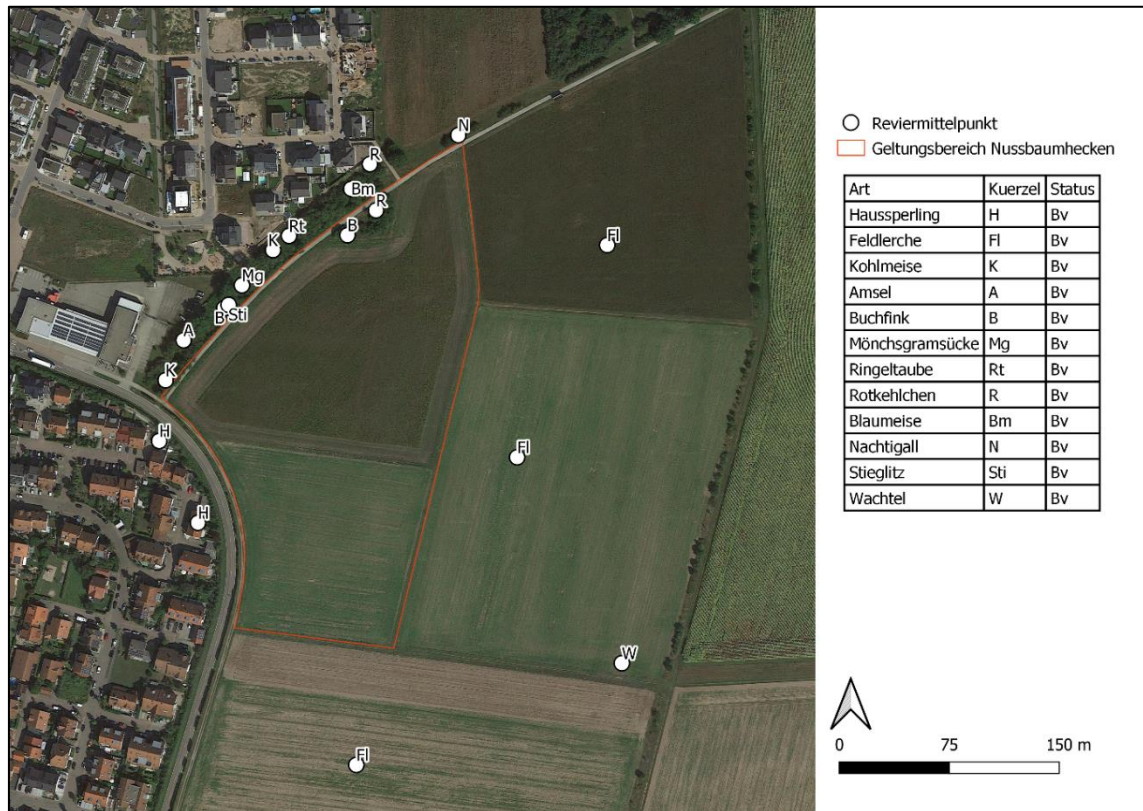 N
R
Bm
R
B
Rt
K
Fl
Mg
B
Sti
A
K
H
Fl
H
W
Fl
Reviermittelpunkt
Geltungsbereich Nussbaumhecken
Art Kuerzel Status
Haussperling H Bv
Feldlerche Fl Bv
Kohlmeise K Bv
Amsel A Bv
Buchfink B Bv
Mönchsgramsücke Mg Bv
Ringeltaube Rt Bv
Rotkehlchen R Bv
Blaumeise Bm Bv
Nachtigall N Bv
Stieglitz Sti Bv
Wachtel W Bv
0 75 150 m